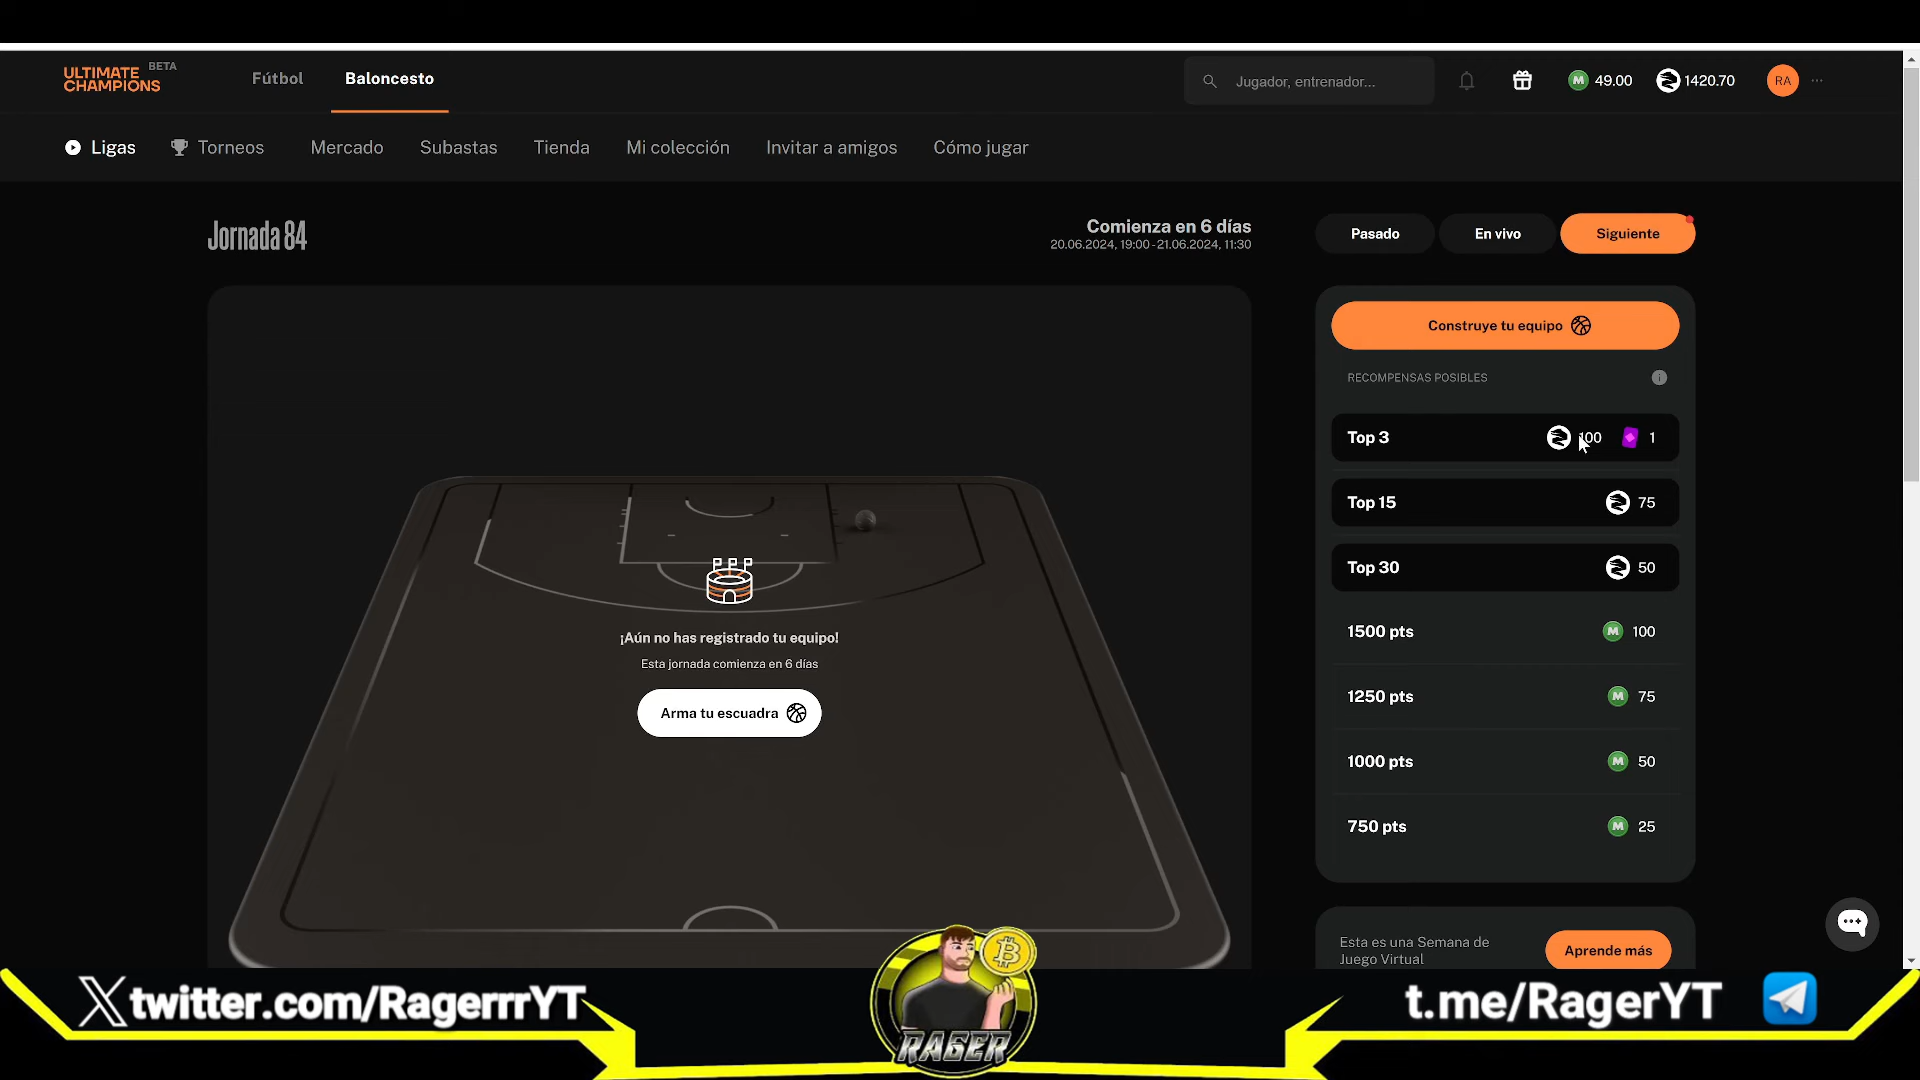 ULTIMATE
CHAMPIONS
BETA
Fútbol
Baloncesto
Jugador, entrenador...
M 49.00
1420.70
RA
Ligas
Torneos
Mercado
Subastas
Tienda
Mi colección
Invitar a amigos
Cómo jugar
Jornada 84
Comienza en 6 días
20.06.2024, 19:00 - 21.06.2024, 11:30
Pasado
En vivo
Siguiente
¡Aún no has registrado tu equipo!
Esta jornada comienza en 6 días
Arma tu escuadra
Construye tu equipo
RECOMPENSAS POSIBLES
Top 3 100 1
Top 15 75
Top 30 50
1500 pts M 100
1250 pts M 75
1000 pts M 50
750 pts M 25
Esta es una Semana de
Juego Virtual
Aprende más
twitter.com/RagerrrYT
RAGER
t.me/RagerYT